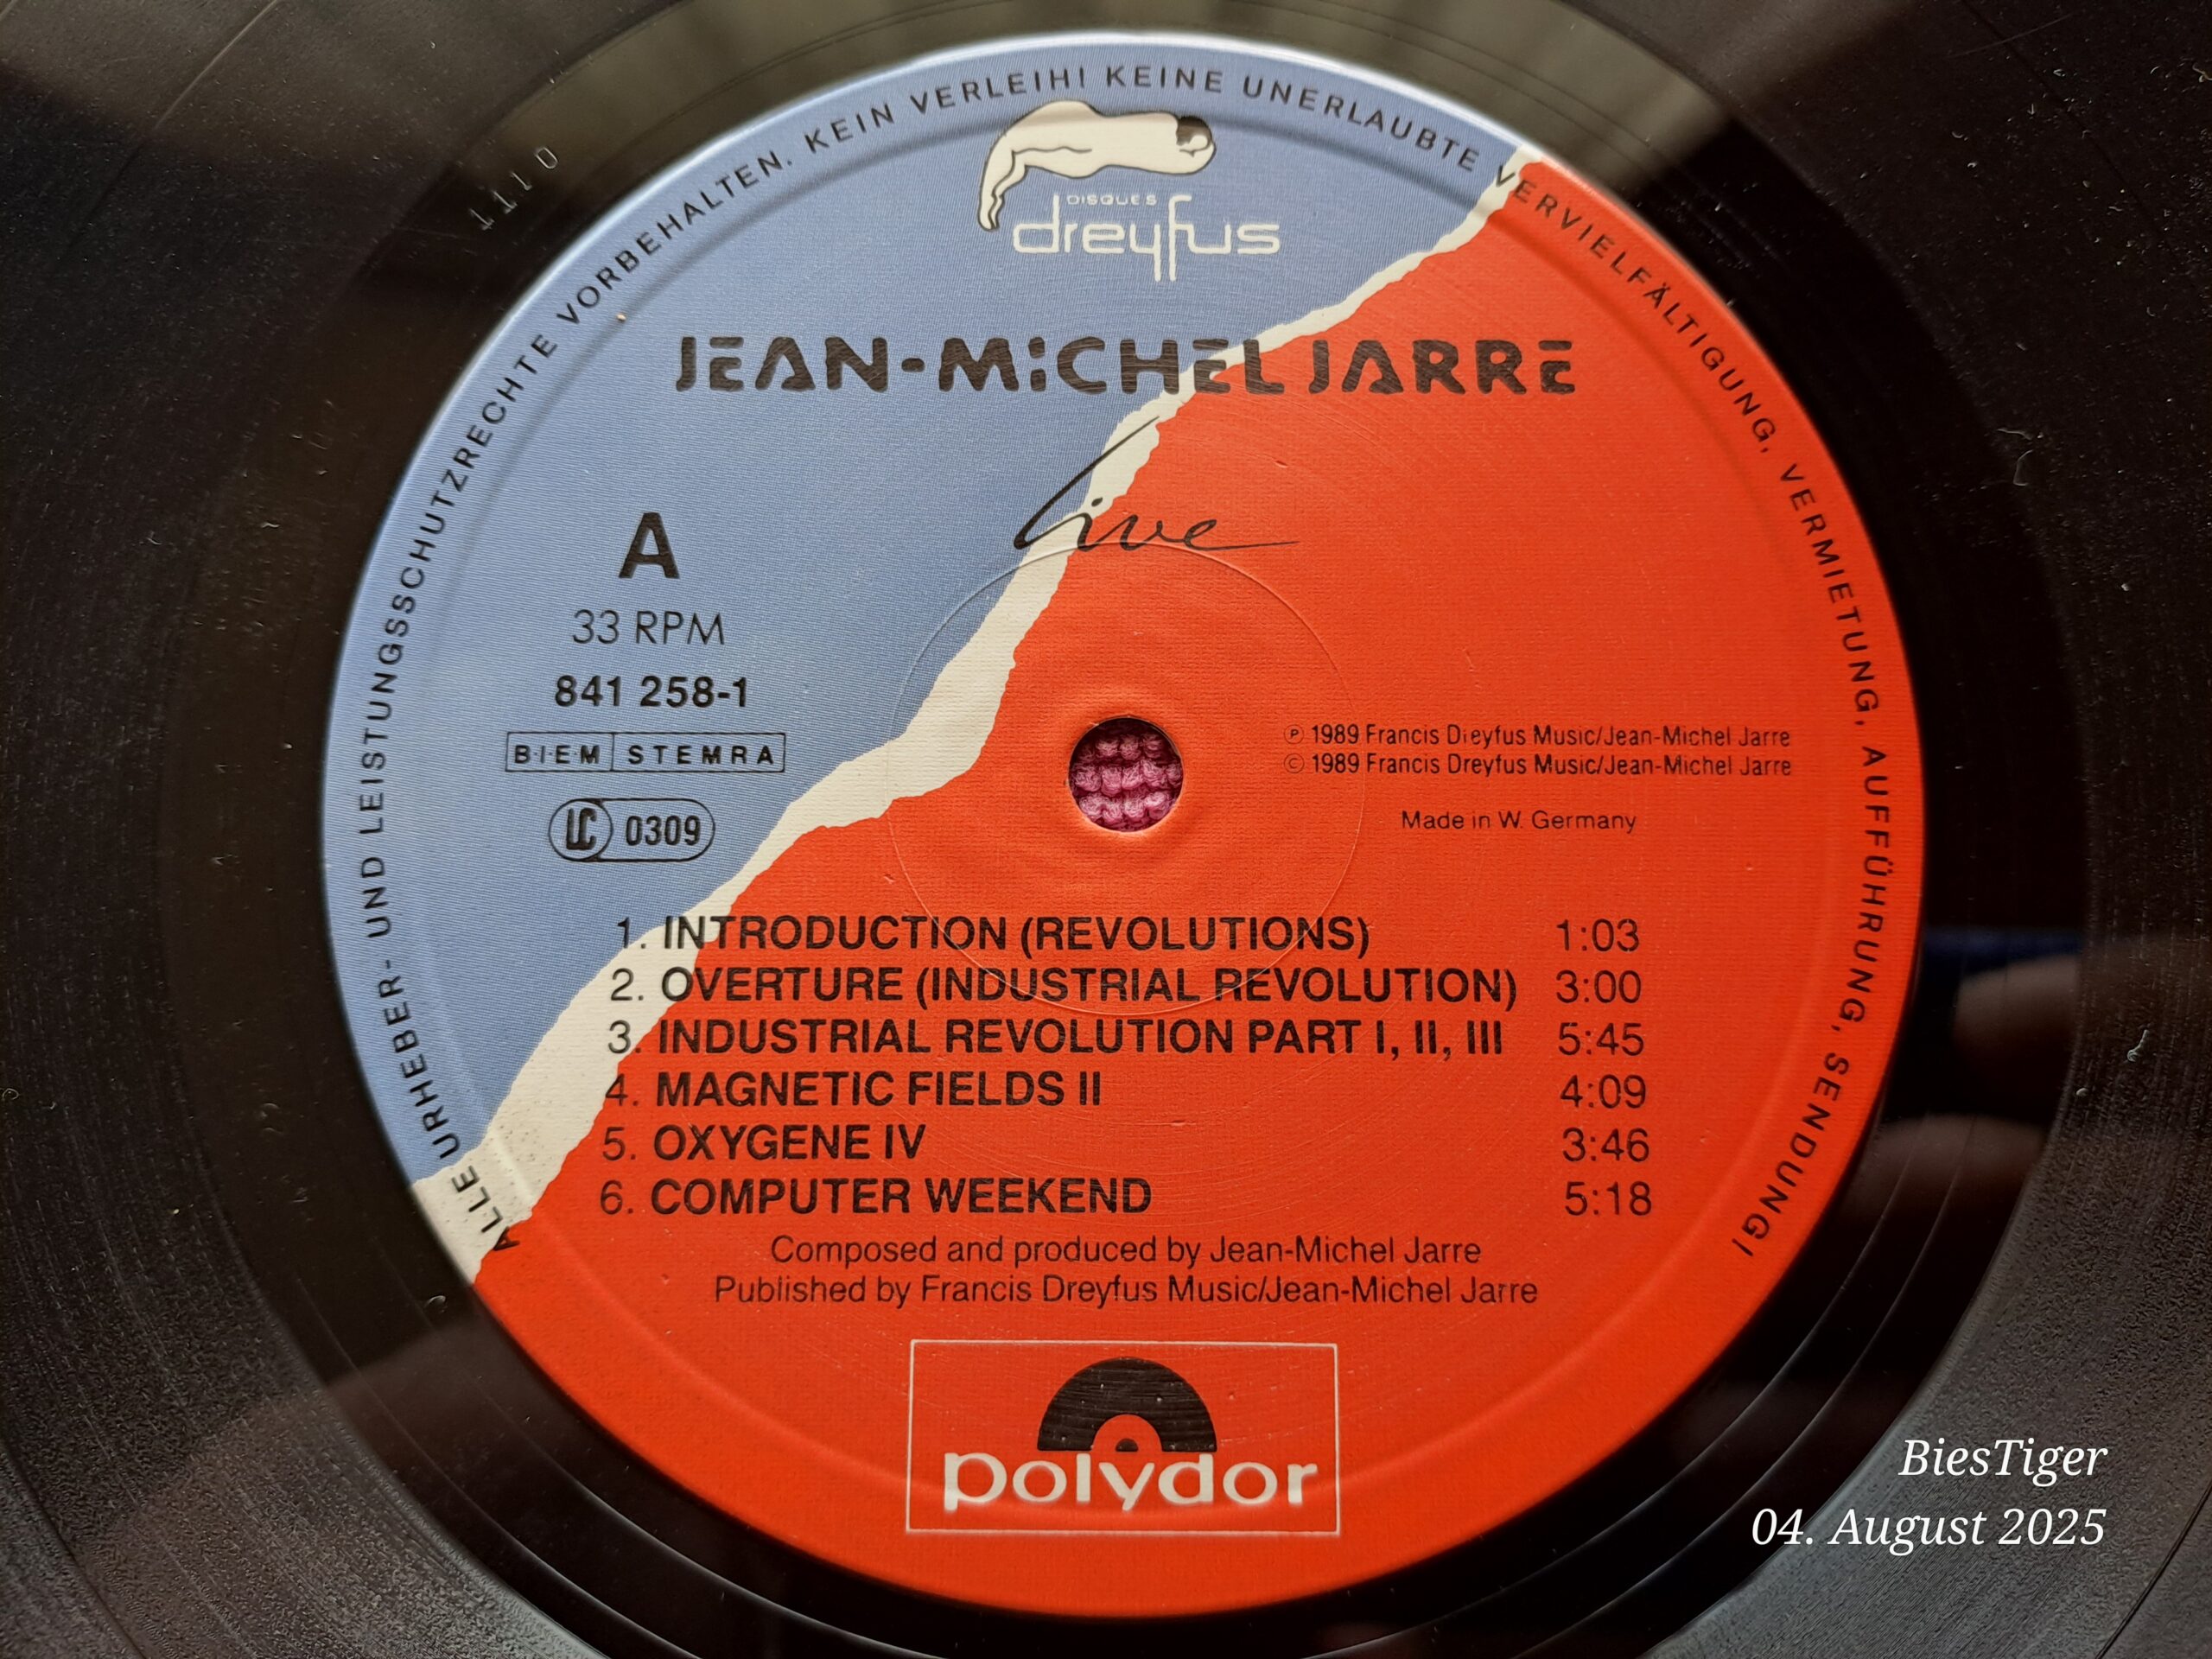 ALLE URHEBER- UND LEISTUNGSSCHUTZRECHTE VORBEHALTEN. KEIN VERLEIH! KEINE UNERLAUBTE VERVIELFÄLTIGUNG, VERMIETUNG, AUFFÜHRUNG, SENDUNG!
1110
DISQUES
dreyfus
JEAN-MiCHEL JARRE
live
A
33 RPM
841 258-1
B·I·E·M STEMRA
LC 0309
℗ 1989 Francis Dreyfus Music/Jean-Michel Jarre
© 1989 Francis Dreyfus Music/Jean-Michel Jarre
Made in W. Germany
1. INTRODUCTION (REVOLUTIONS) 1:03
2. OVERTURE (INDUSTRIAL REVOLUTION) 3:00
3. INDUSTRIAL REVOLUTION PART I, II, III 5:45
4. MAGNETIC FIELDS II 4:09
5. OXYGENE IV 3:46
6. COMPUTER WEEKEND 5:18
Composed and produced by Jean-Michel Jarre
Published by Francis Dreyfus Music/Jean-Michel Jarre
polydor
BiesTiger
04. August 2025